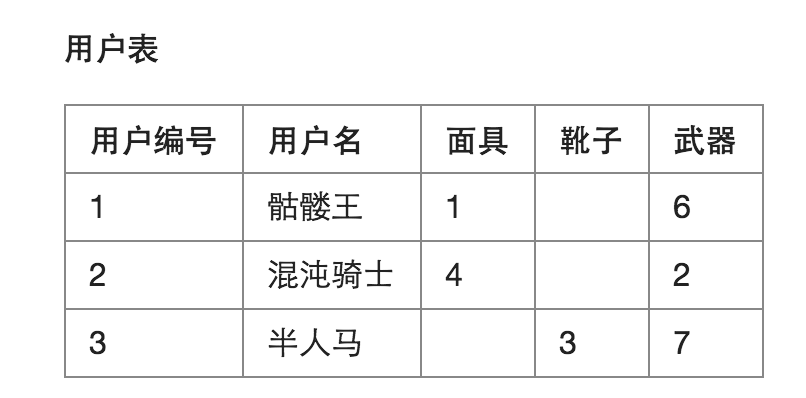 用户表
用户编号 用户名 面具 靴子 武器
1 骷髅王 1 6
2 混沌骑士 4 2
3 半人马 3 7